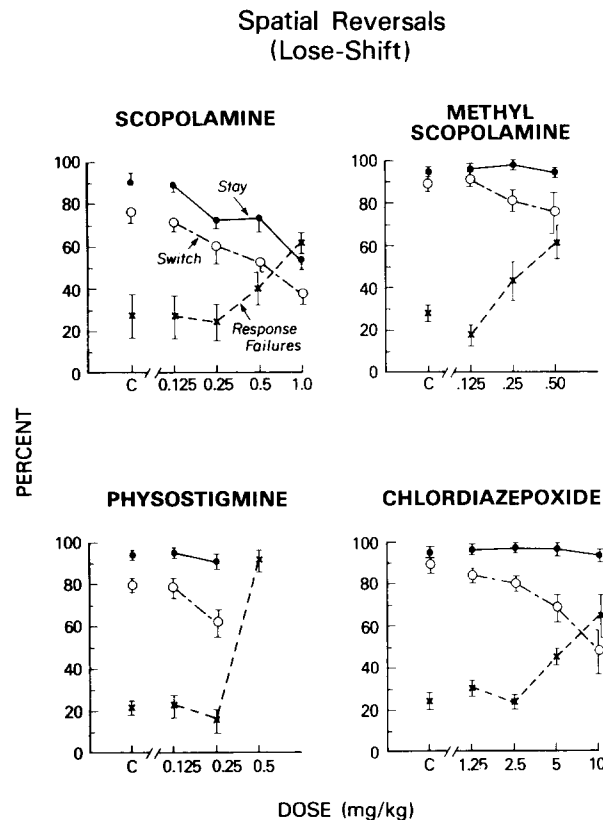 Spatial Reversals
(Lose-Shift)
SCOPOLAMINE
100
80
60
40
20
0
Stay
Switch
Response
Failures
C
0.125
0.25
0.5
1.0
METHYL
SCOPOLAMINE
100
80
60
40
20
0
C
.125
.25
.50
PERCENT
PHYSOSTIGMINE
100
80
60
40
20
0
C
0.125
0.25
0.5
CHLORDIAZEPOXIDE
100
80
60
40
20
0
C
1.25
2.5
5
10
DOSE (mg/kg)